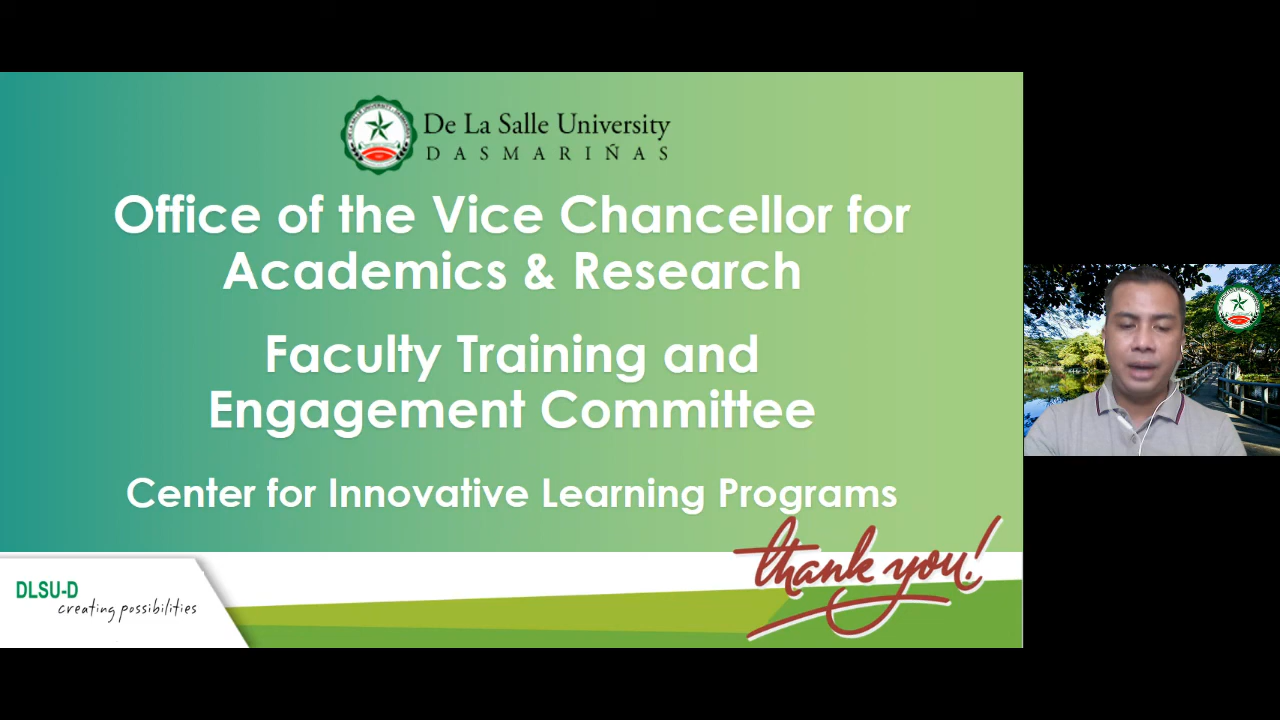 De La Salle University
DASMARIÑAS
Office of the Vice Chancellor for
Academics & Research
Faculty Training and
Engagement Committee
Center for Innovative Learning Programs
thank you!
DLSU-D
creating possibilities